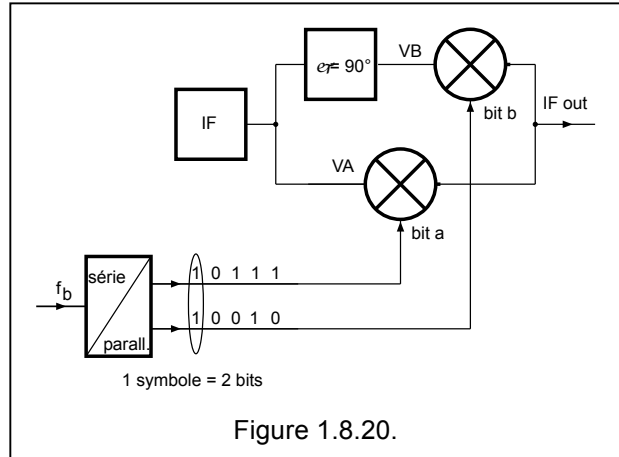 er= 90°
VB
IF
bit b
IF out
VA
bit a
f_b
série
parall.
1 0 1 1 1
1 0 0 1 0
1 symbole = 2 bits
Figure 1.8.20.